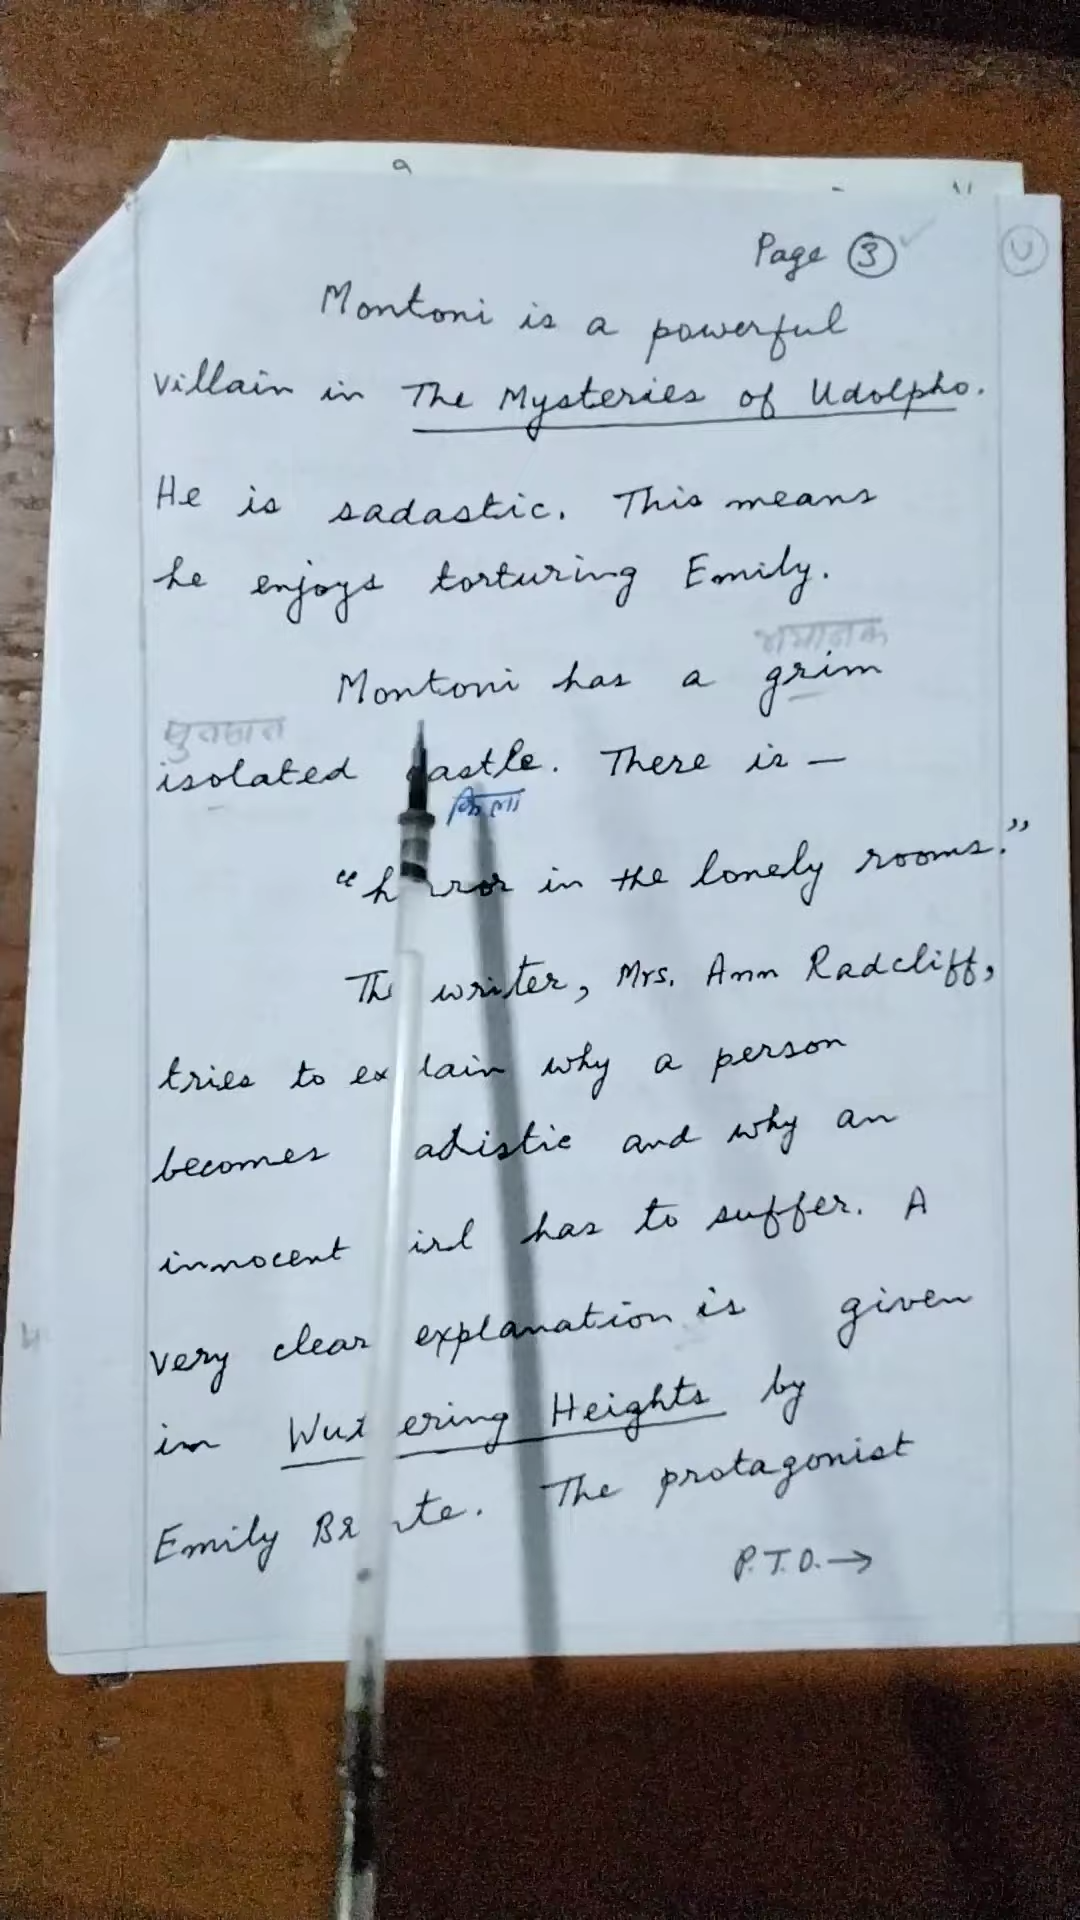 Page ③
Montoni is a powerful
villain in The Mysteries of Udolpho.
He is sadastic. This means
he enjoys torturing Emily.
भयानक
Montoni has a grim
सुनसान
isolated castle. There is —
किला
"horror in the lonely rooms."
The writer, Mrs. Ann Radcliff,
tries to explain why a person
becomes sadistic and why an
innocent girl has to suffer. A
very clear explanation is given
in Wuthering Heights by
Emily Bronte. The protagonist
P.T.O. →